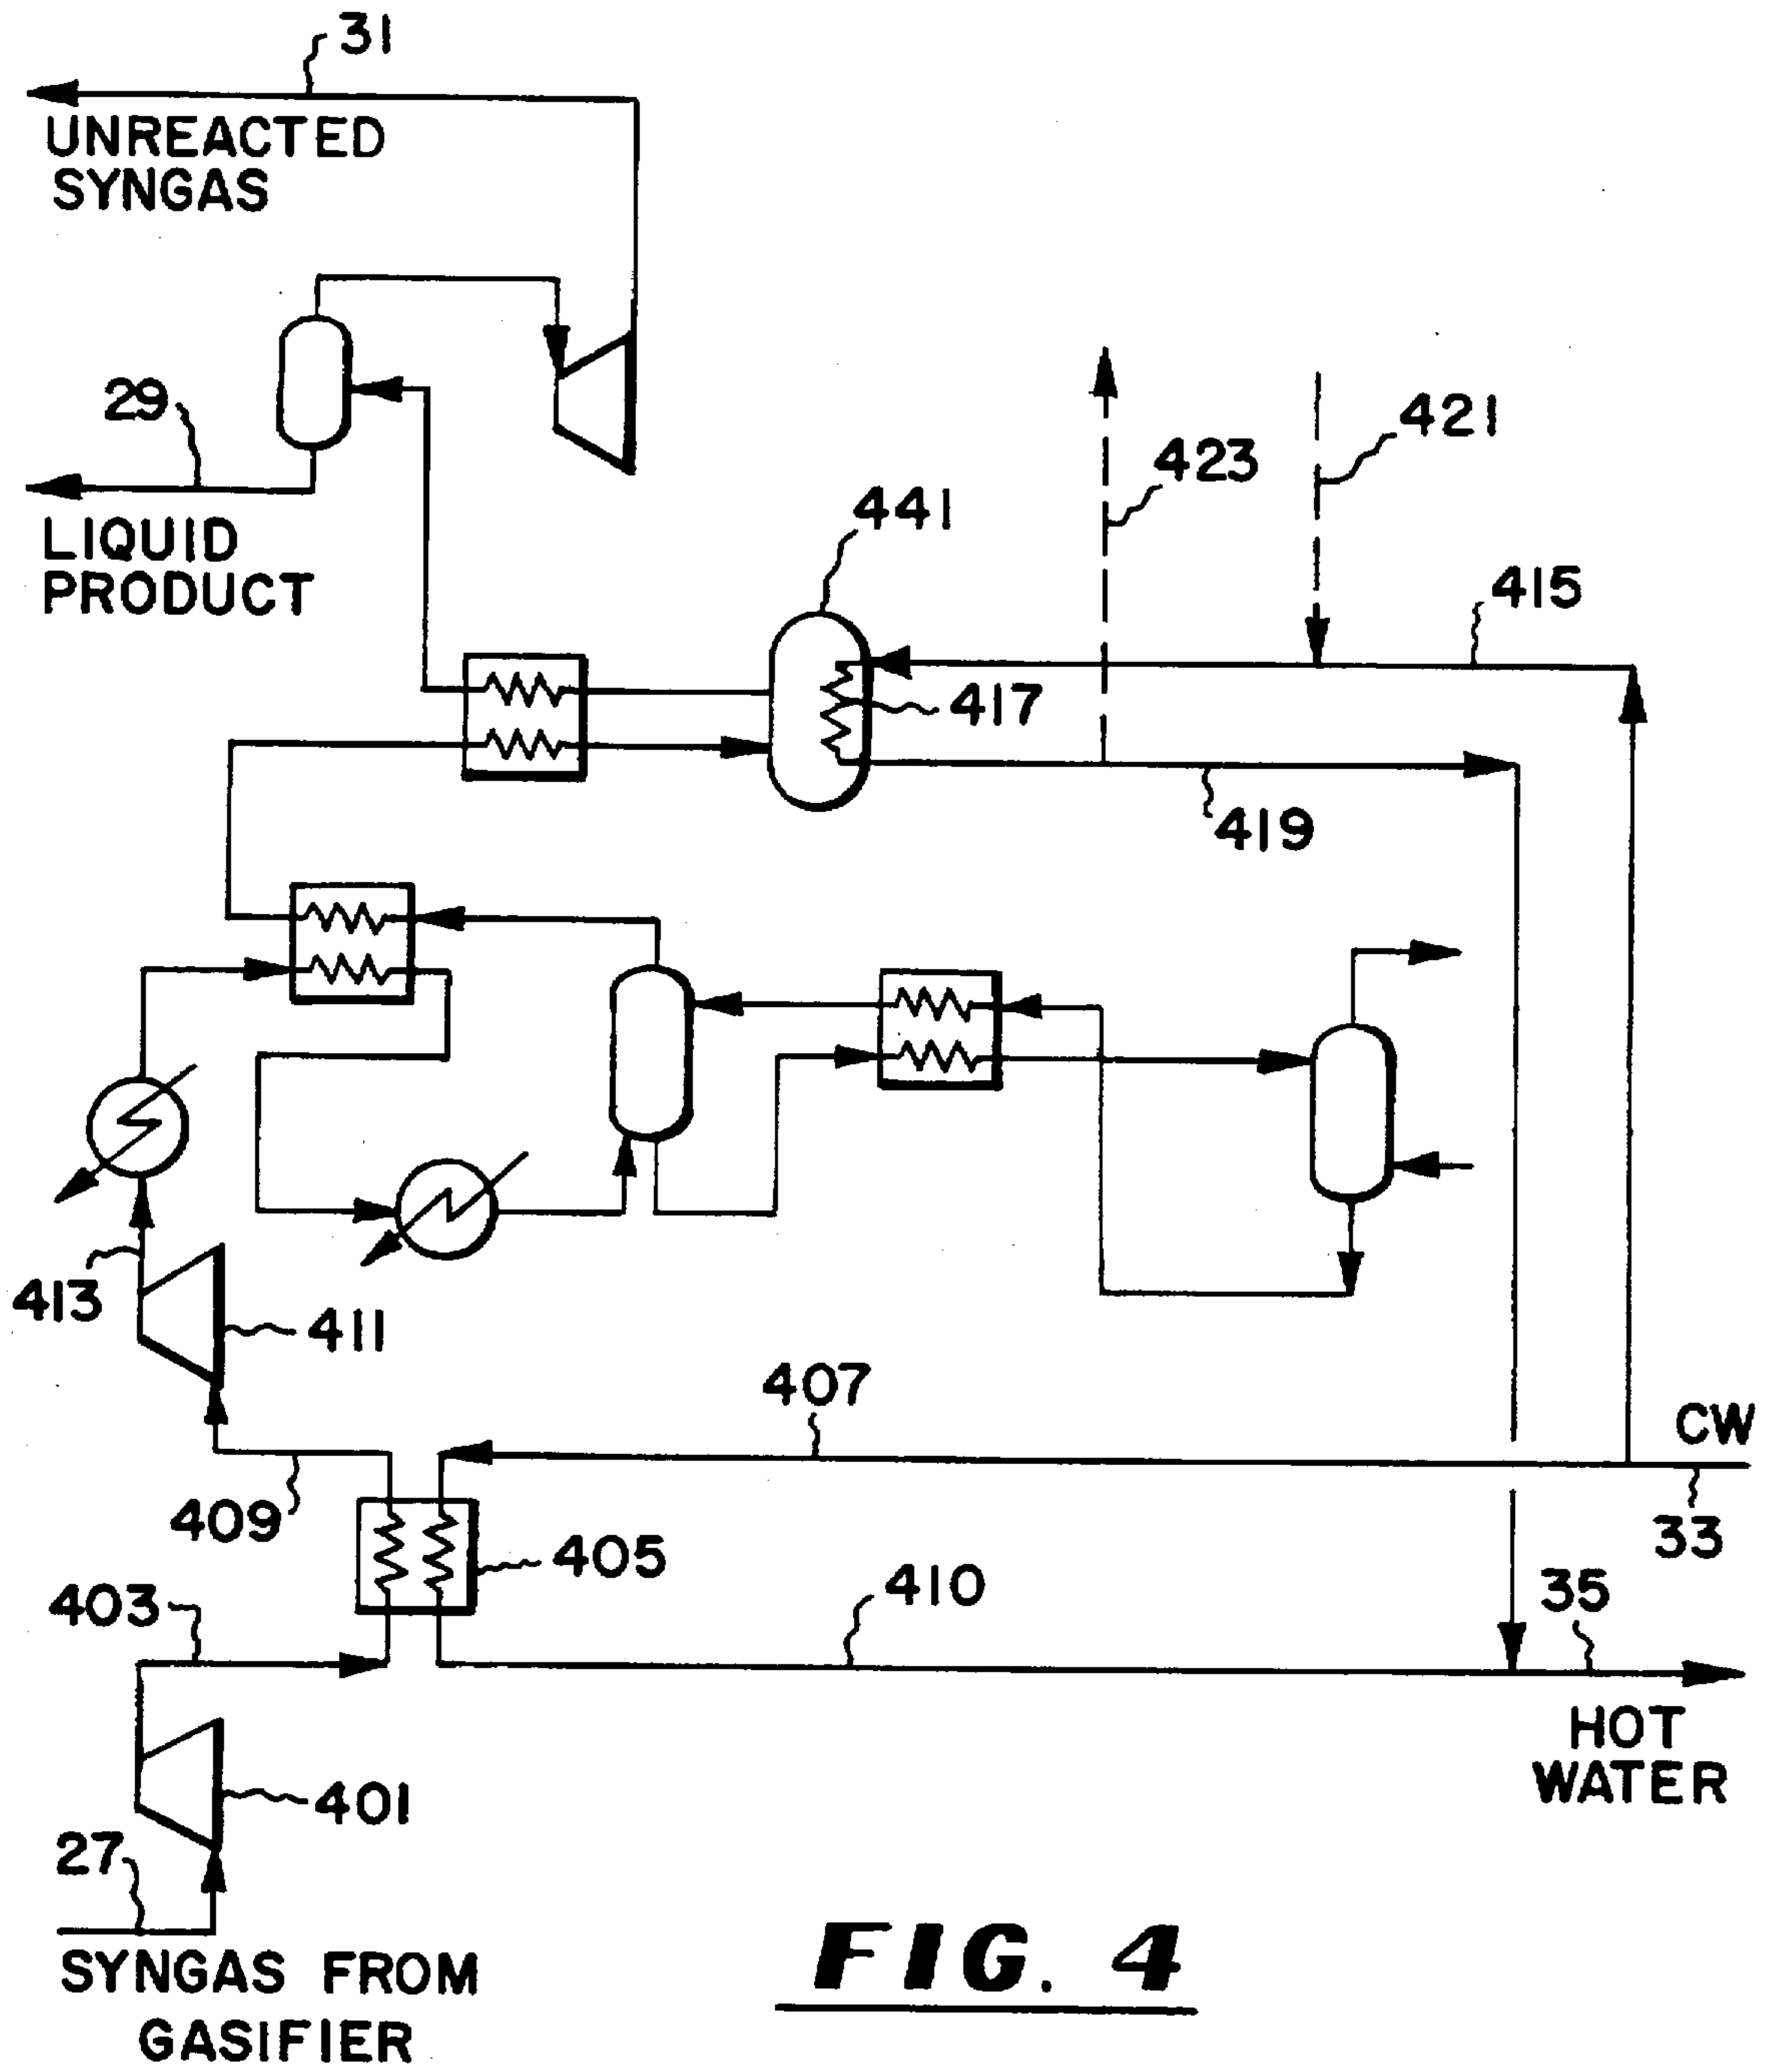 31
UNREACTED
SYNGAS
29
LIQUID
PRODUCT
441
423
421
415
417
419
413
411
407
CW
409
405
33
403
410
35
HOT
WATER
401
27
SYNGAS FROM
GASIFIER
FIG. 4